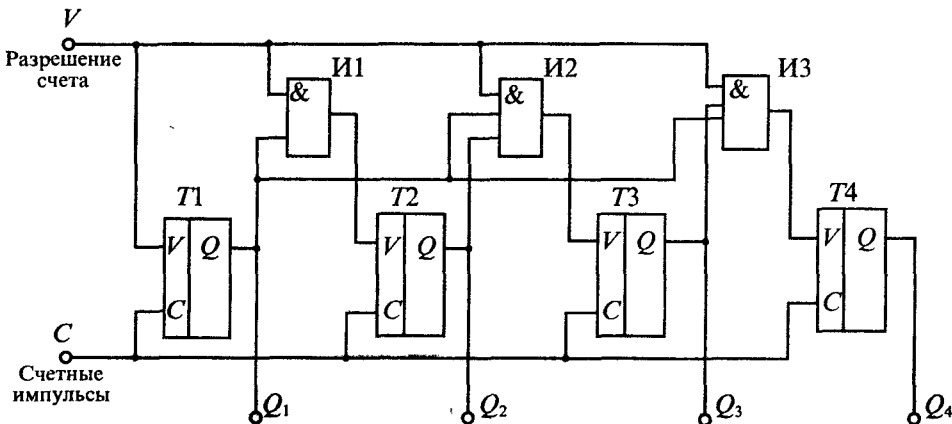 V
Разрешение
счета
И1
&
И2
&
И3
&
T1
V
Q
C
T2
V
Q
C
T3
V
Q
C
T4
V
Q
C
C
Счетные
импульсы
Q1
Q2
Q3
Q4